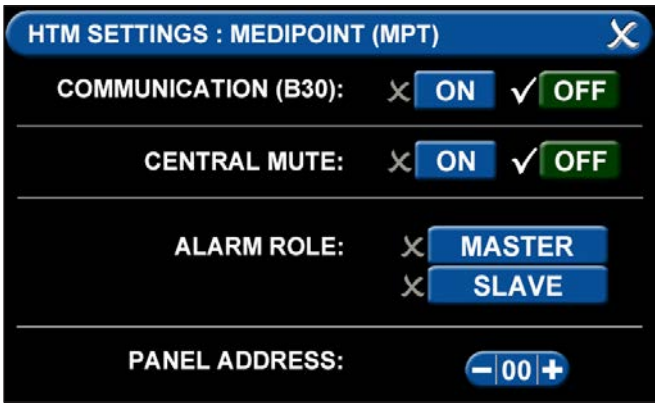 HTM SETTINGS : MEDIPOINT (MPT)
COMMUNICATION (B30): ON OFF
CENTRAL MUTE: ON OFF
ALARM ROLE: MASTER
SLAVE
PANEL ADDRESS: 00